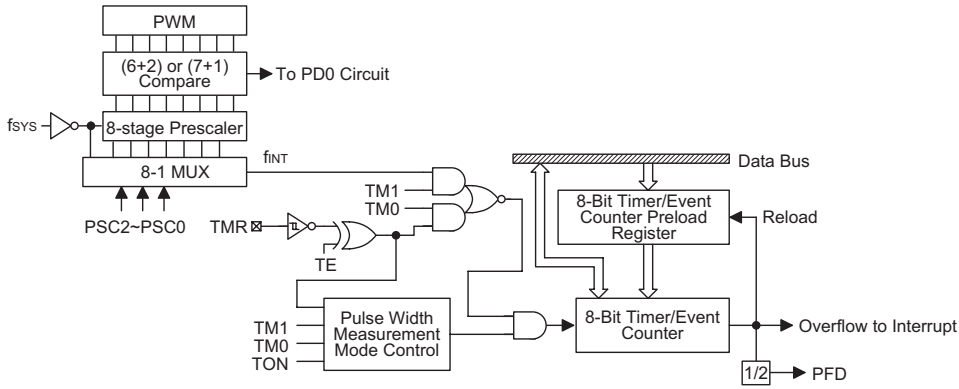 PWM
(6+2) or (7+1)
Compare
To PD0 Circuit
fSYS
8-stage Prescaler
8-1 MUX
fINT
PSC2~PSC0
TMR
TE
TM1
TM0
Data Bus
8-Bit Timer/Event
Counter Preload
Register
Reload
TM1
TM0
TON
Pulse Width
Measurement
Mode Control
8-Bit Timer/Event
Counter
Overflow to Interrupt
1/2
PFD